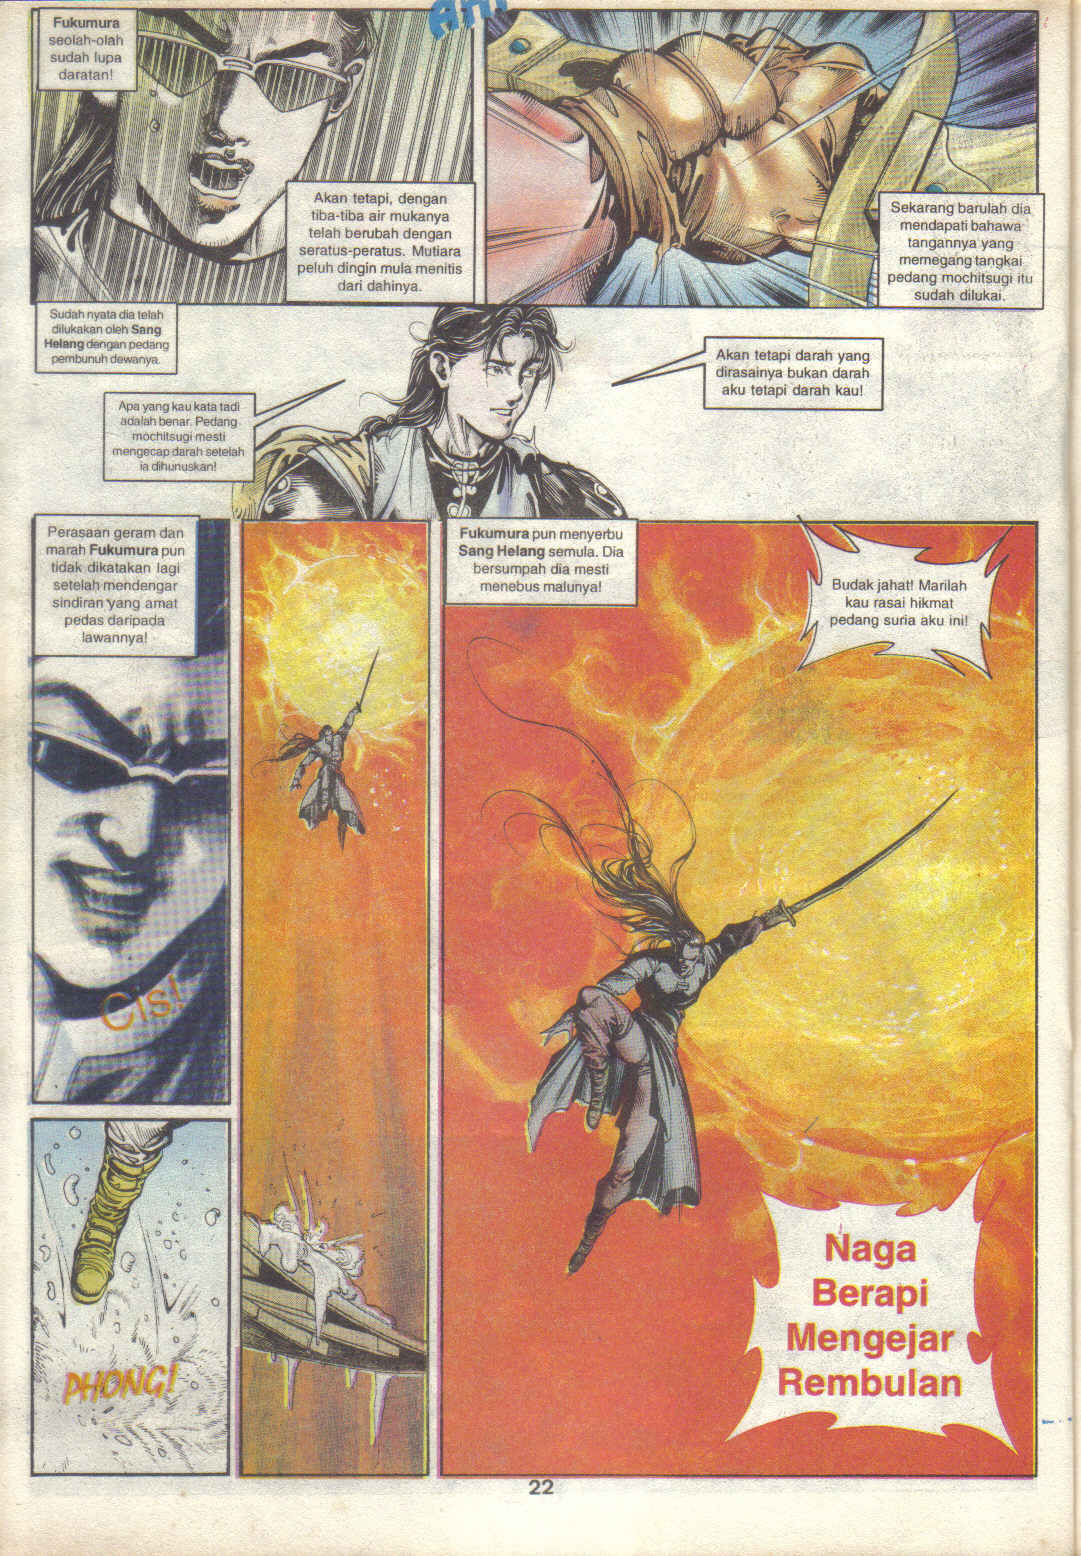 Fukumura
seolah-olah
sudah lupa
daratan!
Akan tetapi, dengan
tiba-tiba air mukanya
telah berubah dengan
seratus-peratus. Mutiara
peluh dingin mula menitis
dari dahinya.
Sekarang barulah dia
mendapati bahawa
tangannya yang
memegang tangkai
pedang mochitsugi itu
sudah dilukai.
Sudah nyata dia telah
dilukakan oleh Sang
Helang dengan pedang
pembunuh dewanya.
Apa yang kau kata tadi
adalah benar. Pedang
mochitsugi mesti
mengecap darah setelah
ia dihunuskan!
Akan tetapi darah yang
dirasainya bukan darah
aku tetapi darah kau!
Perasaan geram dan
marah Fukumura pun
tidak dikatakan lagi
setelah mendengar
sindiran yang amat
pedas daripada
lawannya!
Cis!
PHONG!
Fukumura pun menyerbu
Sang Helang semula. Dia
bersumpah dia mesti
menebus malunya!
Budak jahat! Marilah
kau rasai hikmat
pedang suria aku ini!
Naga
Berapi
Mengejar
Rembulan
22